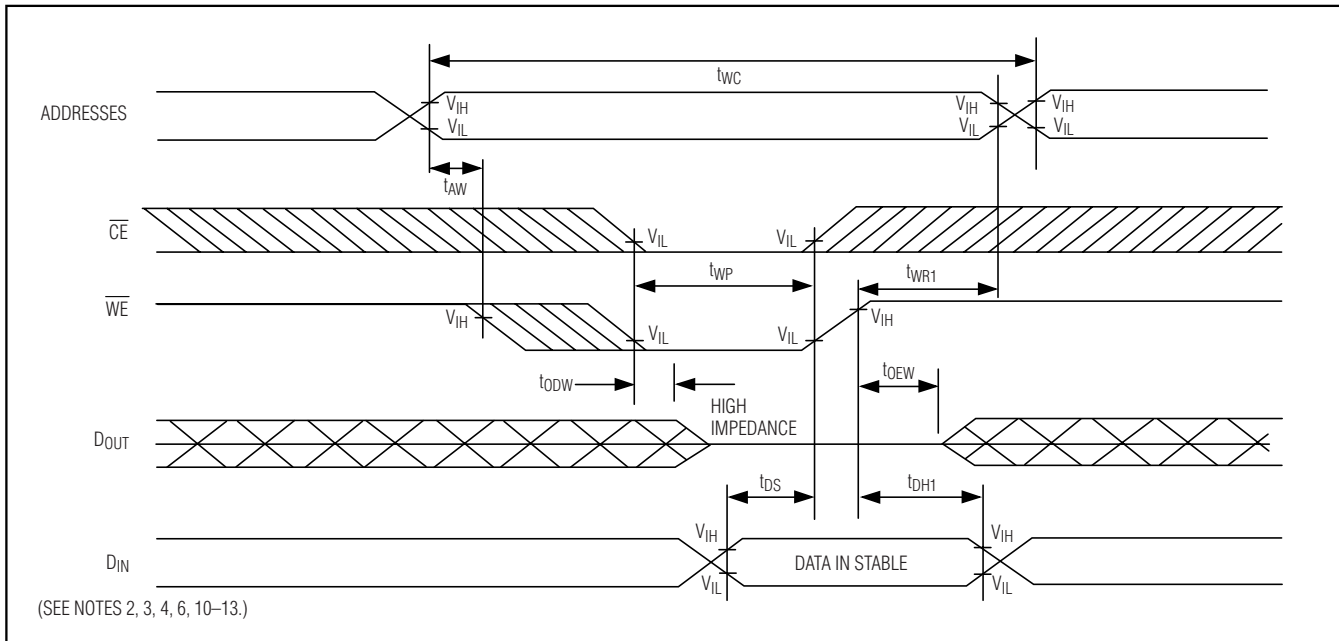 tWC
ADDRESSES
VIH
VIL
VIH
VIL
VIH
VIL
tAW
CE
VIL
VIL
tWP
tWR1
WE
VIH
VIL
VIL
VIH
tODW
tOEW
HIGH
IMPEDANCE
DOUT
tDS
tDH1
DIN
VIH
VIL
DATA IN STABLE
VIH
VIL
(SEE NOTES 2, 3, 4, 6, 10–13.)